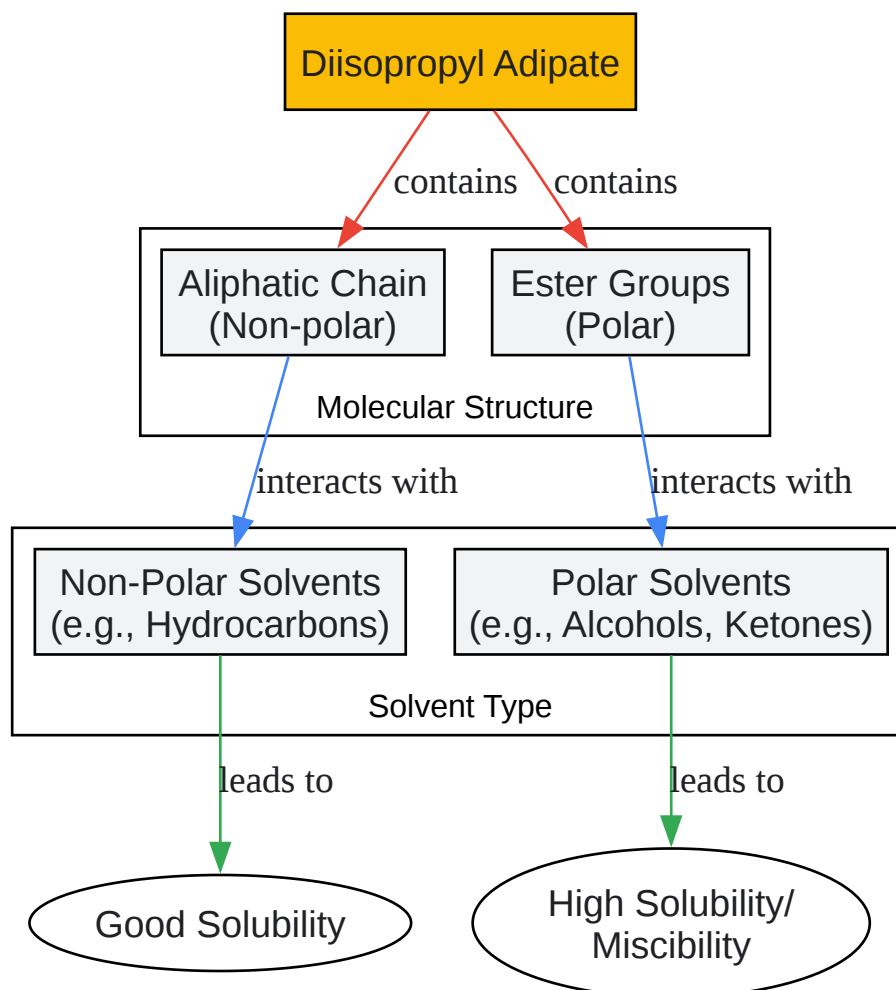 Diisopropyl Adipate
contains
contains
Aliphatic Chain
(Non-polar)
Ester Groups
(Polar)
Molecular Structure
interacts with
interacts with
Non-Polar Solvents
(e.g., Hydrocarbons)
Polar Solvents
(e.g., Alcohols, Ketones)
Solvent Type
leads to
leads to
Good Solubility
High Solubility/
Miscibility